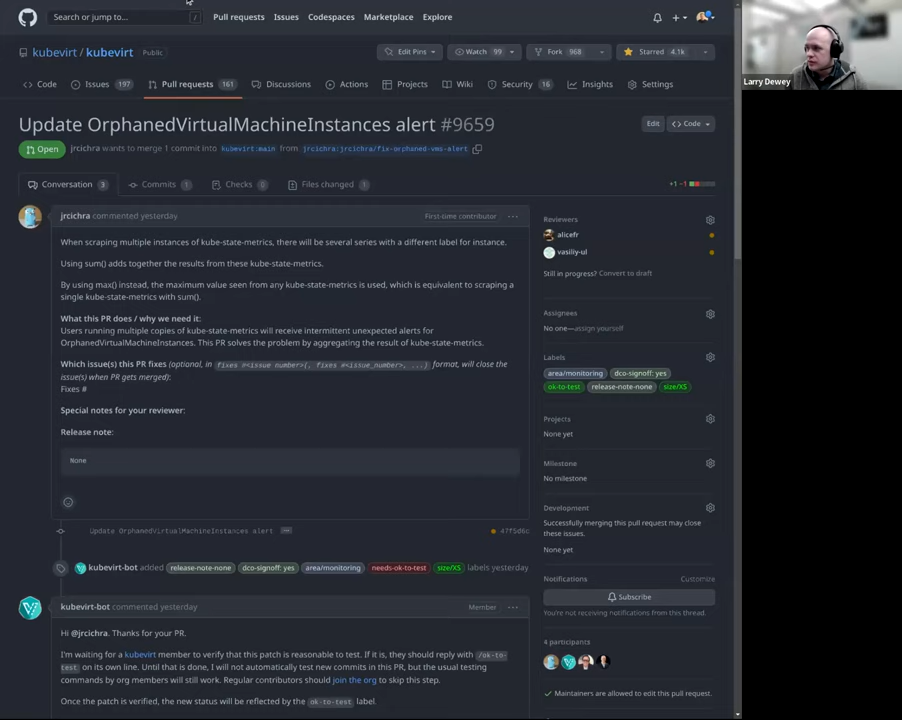 Search or jump to...
/
Pull requests
Issues
Codespaces
Marketplace
Explore
kubevirt / kubevirt
Public
Edit Pins
Watch 99
Fork 968
Starred 4.1k
Code
Issues 197
Pull requests 161
Discussions
Actions
Projects
Wiki
Security 16
Insights
Settings
Larry Dewey
Update OrphanedVirtualMachineInstances alert #9659
Edit
<> Code
Open
jrcichra wants to merge 1 commit into kubevirt:main from jrcichra:jrcichra/fix-orphaned-vms-alert
Conversation 3
Commits 1
Checks 0
Files changed 1
+1 −1
jrcichra commented yesterday
First-time contributor
When scraping multiple instances of kube-state-metrics, there will be several series with a different label for instance.
Using sum() adds together the results from these kube-state-metrics.
By using max() instead, the maximum value seen from any kube-state-metrics is used, which is equivalent to scraping a
single kube-state-metrics with sum().
What this PR does / why we need it:
Users running multiple copies of kube-state-metrics will receive intermittent unexpected alerts for
OrphanedVirtualMachineInstances. This PR solves the problem by aggregating the result of kube-state-metrics.
Which issue(s) this PR fixes (optional, in fixes #<issue number>(, fixes #<issue_number>, ...) format, will close the
issue(s) when PR gets merged):
Fixes #
Special notes for your reviewer:
Release note:
None
Update OrphanedVirtualMachineInstances alert
47f5d6c
kubevirt-bot added release-note-none dco-signoff: yes area/monitoring needs-ok-to-test size/XS labels yesterday
kubevirt-bot commented yesterday
Member
Hi @jrcichra. Thanks for your PR.
I'm waiting for a kubevirt member to verify that this patch is reasonable to test. If it is, they should reply with /ok-to-
test on its own line. Until that is done, I will not automatically test new commits in this PR, but the usual testing
commands by org members will still work. Regular contributors should join the org to skip this step.
Once the patch is verified, the new status will be reflected by the ok-to-test label.
Reviewers
alicefr
vasiliy-ul
Still in progress? Convert to draft
Assignees
No one—assign yourself
Labels
area/monitoring dco-signoff: yes
ok-to-test release-note-none size/XS
Projects
None yet
Milestone
No milestone
Development
Successfully merging this pull request may close
these issues.
None yet
Notifications
Customize
Subscribe
You're not receiving notifications from this thread.
4 participants
Maintainers are allowed to edit this pull request.